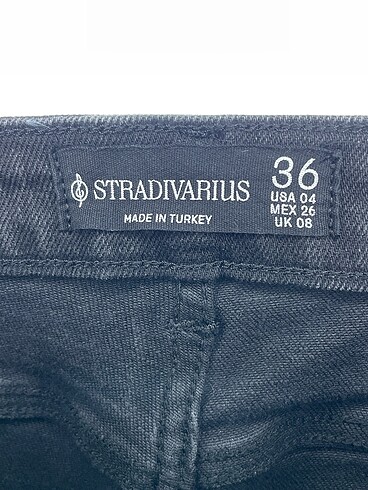 STRADIVARIUS
MADE IN TURKEY
36
USA 04
MEX 26
UK 08